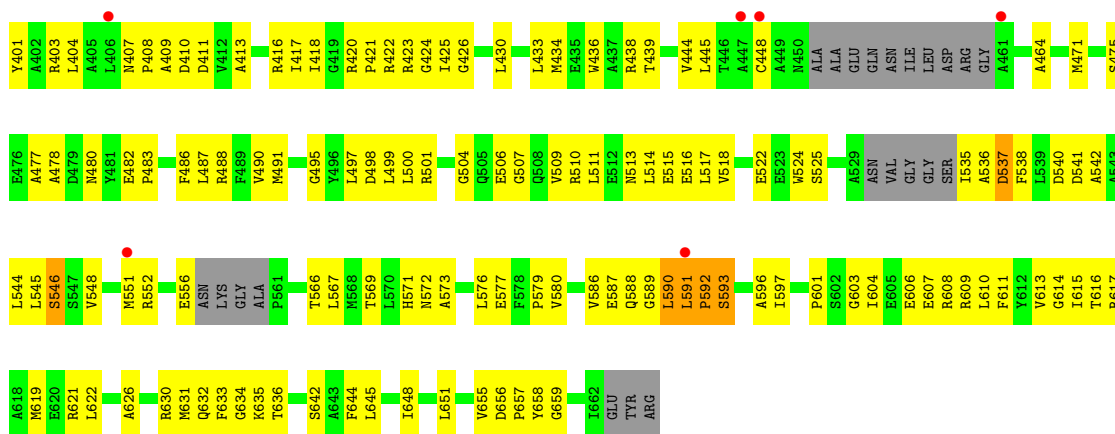 Y401 A402 R403 L404 A405 L406 N407 P408 A409 D410 D411 V412 A413 R416 I417 I418 G419 R420 P421 R422 R423 G424 I425 G426 L430 L433 M434 E435 W436 A437 R438 T439 V444 L445 T446 A447 C448 A449 N450 ALA ALA GLU GLN ASN ILE LEU ASP ARG GLY A461 A464 M471 S475
E476 A477 A478 D479 N480 Y481 E482 P483 F486 L487 R488 F489 V490 M491 G495 Y496 L497 D498 L499 L500 R501 G504 Q505 E506 G507 Q508 V509 R510 L511 E512 N513 L514 E515 E516 L517 V518 E522 E523 W524 S525 A529 ASN VAL GLY GLY SER I535 A536 D537 F538 L539 D540 D541 A542 A543
L544 L545 S546 S547 V548 M551 R552 E556 ASN LYS GLY ALA P561 T566 L567 M568 T569 L570 H571 N572 A573 L576 E577 F578 P579 V580 V586 E587 Q588 G589 L590 L591 P592 S593 A596 I597 P601 S602 G603 I604 E605 E606 E607 R608 R609 L610 F611 Y612 V613 G614 I615 T616 R617
A618 M619 E620 R621 L622 A626 R630 M631 Q632 F633 G634 K635 T636 S642 A643 F644 L645 I648 L651 V655 D656 P657 Y658 G659 I662 GLU TYR ARG